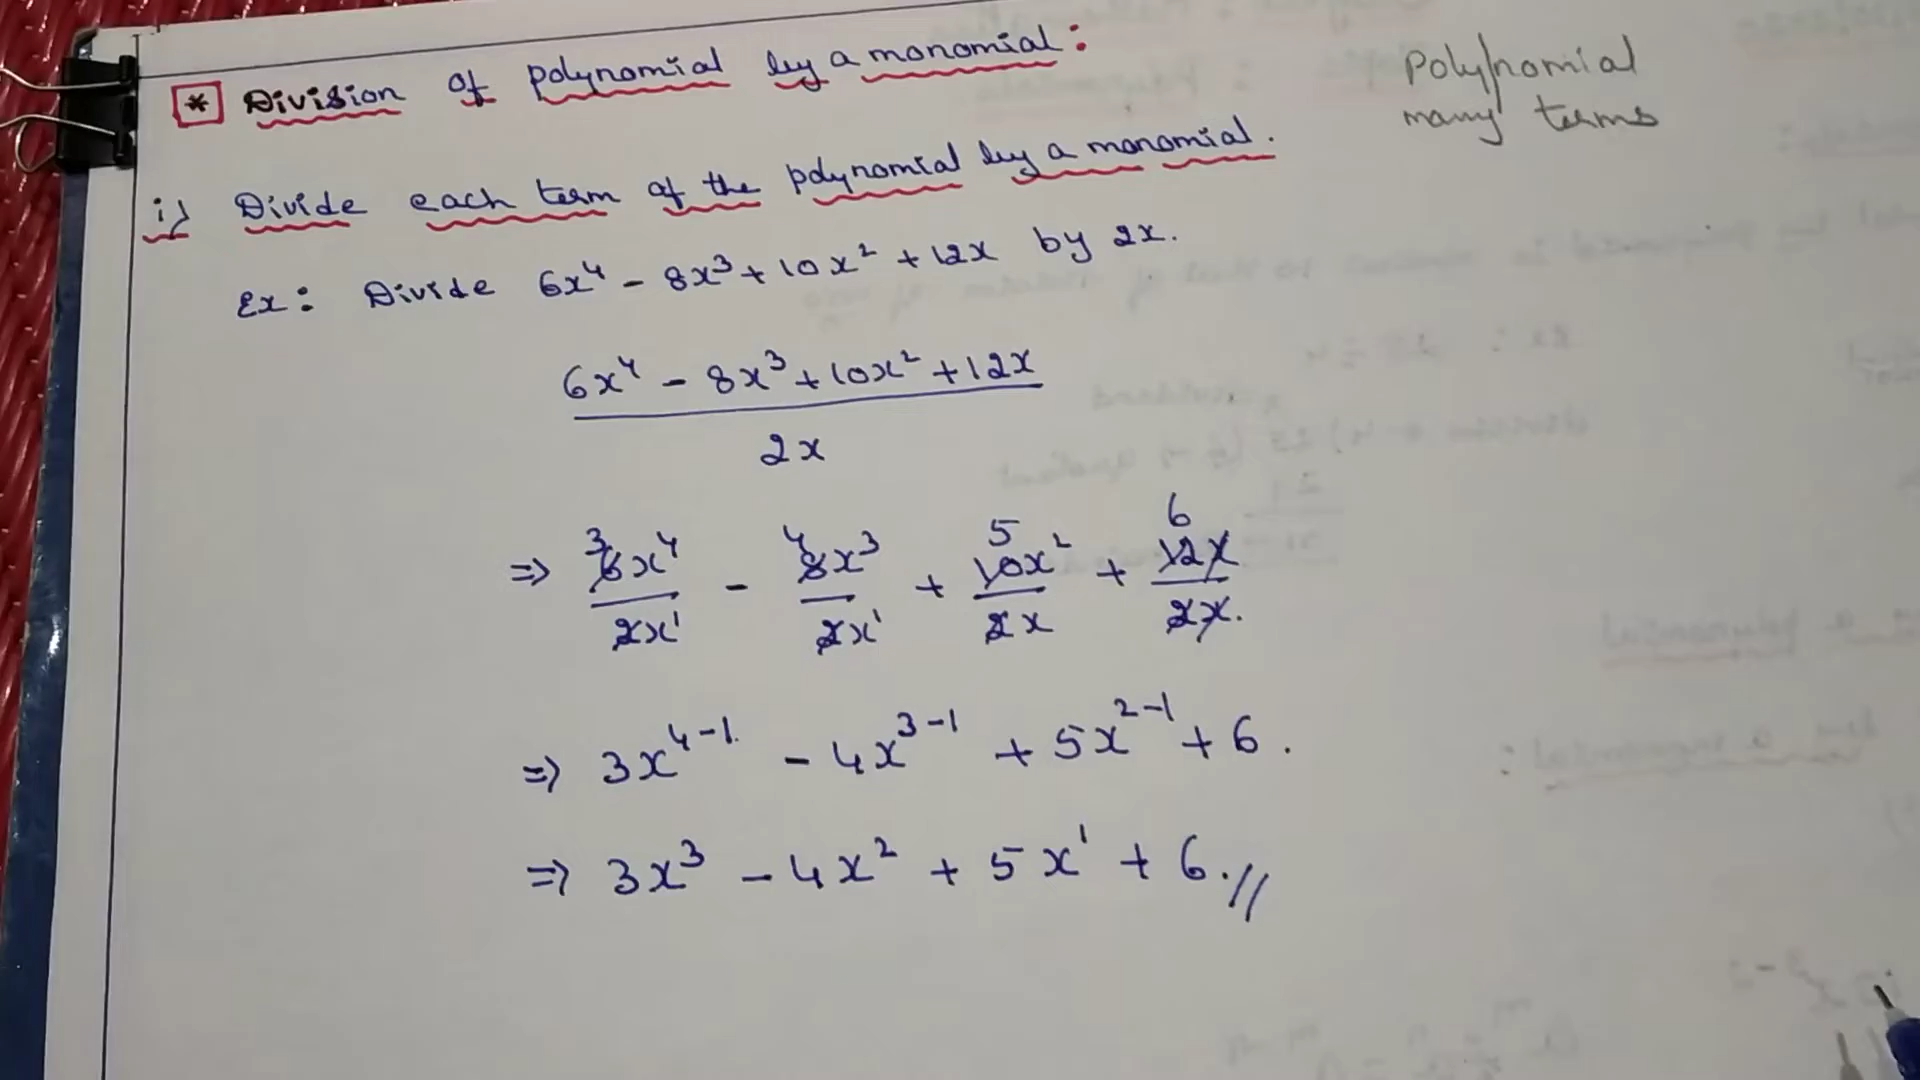 * Division of polynomial by a monomial:
Poly/nomial
many terms
i) Divide each term of the polynomial by a monomial.
Ex: Divide 6x⁴ - 8x³ + 10x² + 12x by 2x.
6x⁴ - 8x³ + 10x² + 12x
2x
3 4 5 6
⇒ 6x⁴ - 8x³ + 10x² + 12x
2x¹ 2x¹ 2x 2x.
⇒ 3x⁴⁻¹ - 4x³⁻¹ + 5x²⁻¹ + 6.
⇒ 3x³ - 4x² + 5x¹ + 6.//